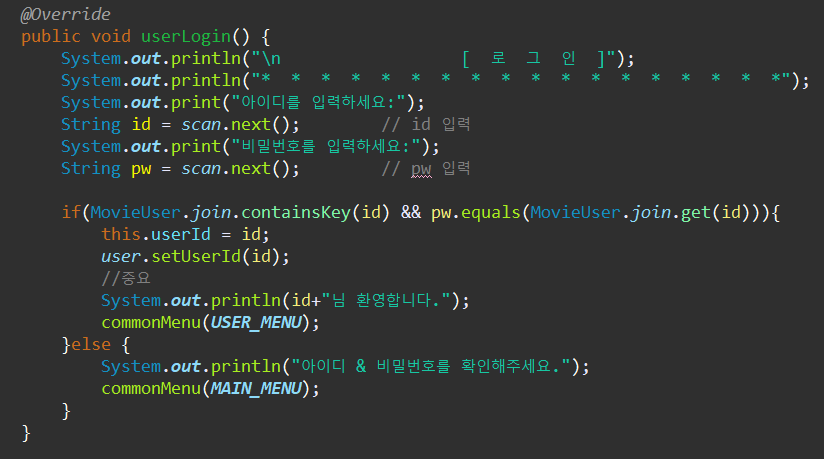 @Override
public void userLogin() {
    System.out.println("\n                  [  로  그  인  ]");
    System.out.println("*  *  *  *  *  *  *  *  *  *  *  *  *  *  *  *  *  *");
    System.out.print("아이디를 입력하세요:");
    String id = scan.next();        // id 입력
    System.out.print("비밀번호를 입력하세요:");
    String pw = scan.next();        // pw 입력

    if(MovieUser.join.containsKey(id) && pw.equals(MovieUser.join.get(id))){
        this.userId = id;
        user.setUserId(id);
        //중요
        System.out.println(id+"님 환영합니다.");
        commonMenu(USER_MENU);
    }else {
        System.out.println("아이디 & 비밀번호를 확인해주세요.");
        commonMenu(MAIN_MENU);
    }
}